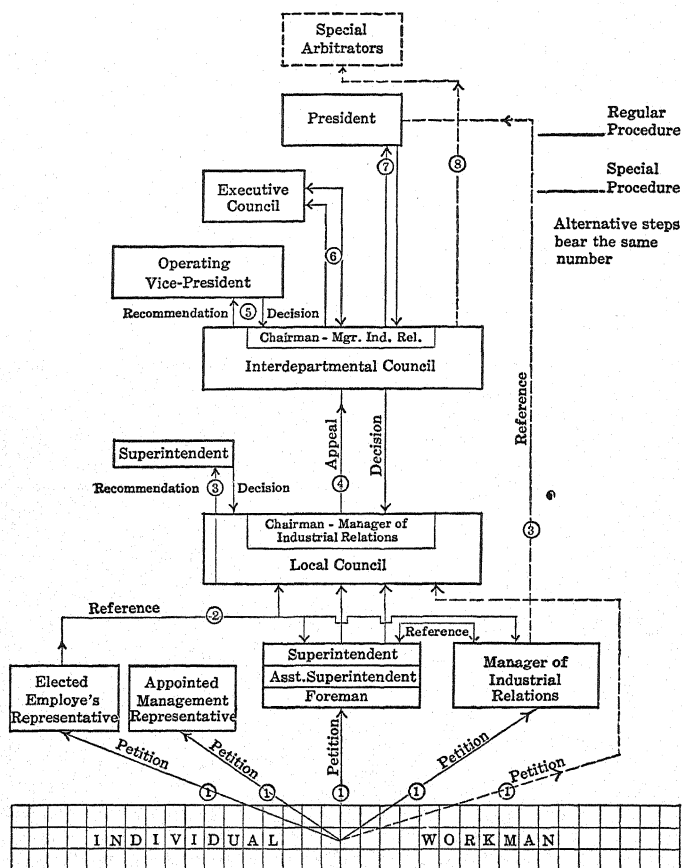 Special
Arbitrators
President
Regular
Procedure
7
8
Special
Procedure
Executive
Council
Alternative steps
bear the same
number
6
Operating
Vice-President
Recommendation 5 Decision
Chairman - Mgr. Ind. Rel.
Interdepartmental Council
Reference
Appeal
Decision
Superintendent
Recommendation 3 Decision
4
Chairman - Manager of
Industrial Relations
3
Local Council
Reference 2
Reference
Elected
Employe's
Representative
Appointed
Management
Representative
Superintendent
Asst. Superintendent
Foreman
Manager of
Industrial
Relations
Petition
Petition
Petition
Petition
Petition
1
1
1
1
1
INDIVIDUAL WORKMAN